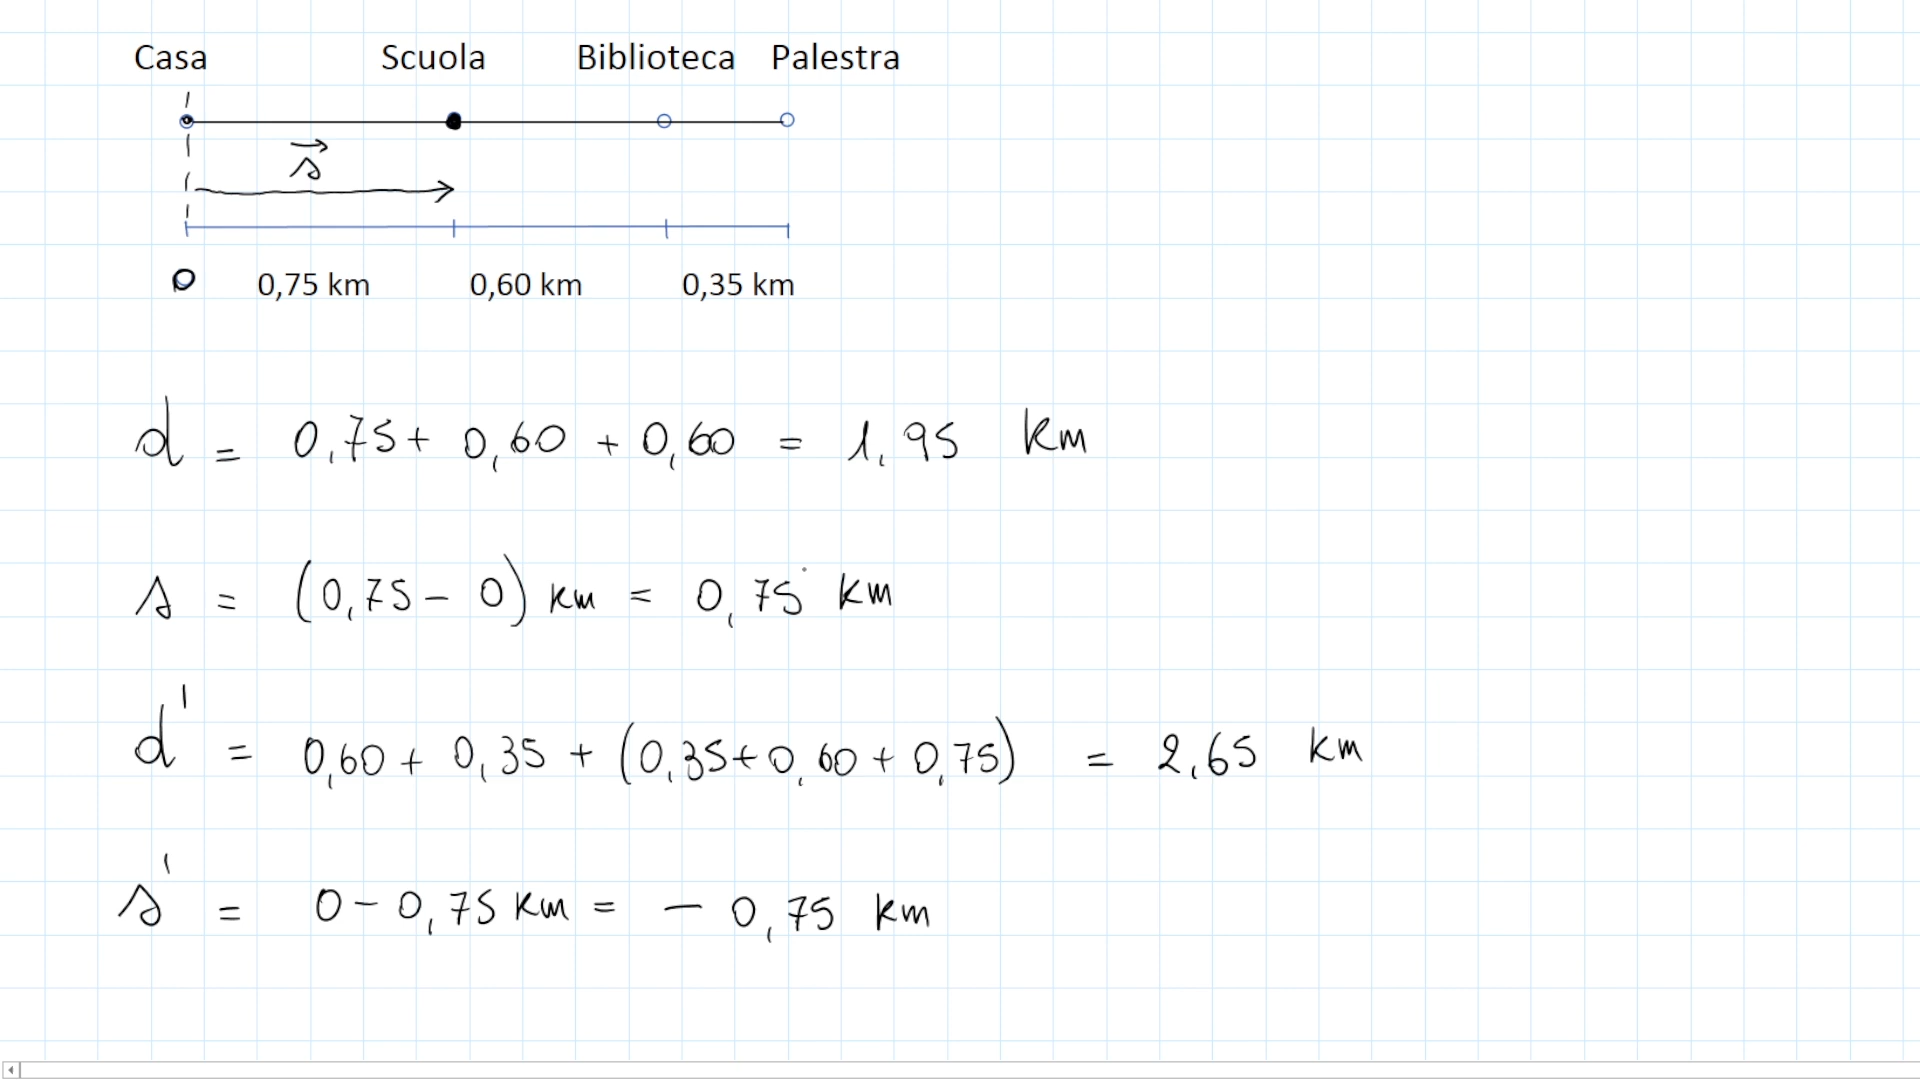 Casa Scuola Biblioteca Palestra
s
0 0,75 km 0,60 km 0,35 km
d = 0,75 + 0,60 + 0,60 = 1,95 km
s = (0,75 - 0) km = 0,75 km
d' = 0,60 + 0,35 + (0,35 + 0,60 + 0,75) = 2,65 km
s' = 0 - 0,75 km = - 0,75 km